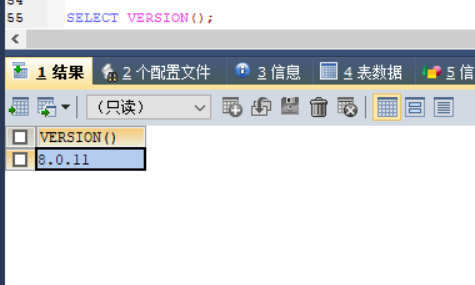 55 SELECT VERSION();
1 结果 2 个配置文件 3 信息 4 表数据 5 信
（只读）
VERSION()
8.0.11